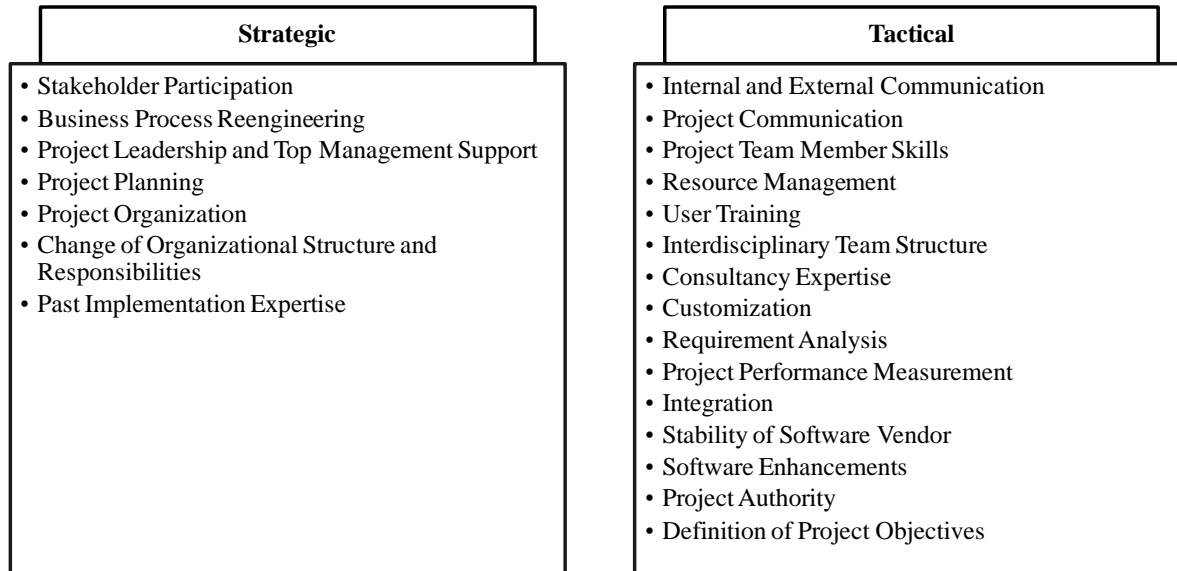 Strategic
• Stakeholder Participation
• Business Process Reengineering
• Project Leadership and Top Management Support
• Project Planning
• Project Organization
• Change of Organizational Structure and
Responsibilities
• Past Implementation Expertise
Tactical
• Internal and External Communication
• Project Communication
• Project Team Member Skills
• Resource Management
• User Training
• Interdisciplinary Team Structure
• Consultancy Expertise
• Customization
• Requirement Analysis
• Project Performance Measurement
• Integration
• Stability of Software Vendor
• Software Enhancements
• Project Authority
• Definition of Project Objectives